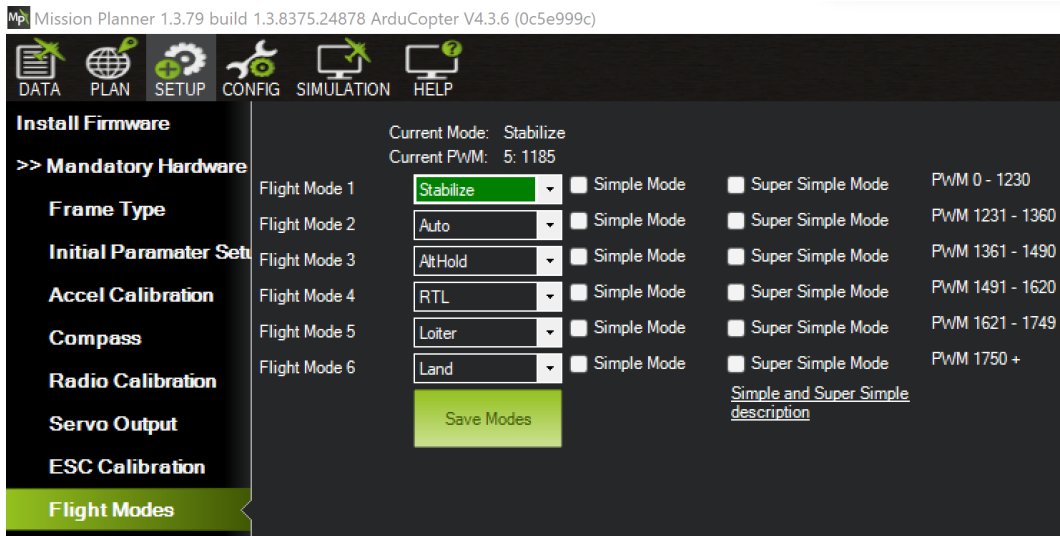 Mission Planner 1.3.79 build 1.3.8375.24878 ArduCopter V4.3.6 (0c5e999c)
DATA PLAN SETUP CONFIG SIMULATION HELP
Install Firmware
>> Mandatory Hardware
Frame Type
Initial Paramater Setu
Accel Calibration
Compass
Radio Calibration
Servo Output
ESC Calibration
Flight Modes
Current Mode: Stabilize
Current PWM: 5: 1185
Flight Mode 1 Stabilize Simple Mode Super Simple Mode PWM 0 - 1230
Flight Mode 2 Auto Simple Mode Super Simple Mode PWM 1231 - 1360
Flight Mode 3 AltHold Simple Mode Super Simple Mode PWM 1361 - 1490
Flight Mode 4 RTL Simple Mode Super Simple Mode PWM 1491 - 1620
Flight Mode 5 Loiter Simple Mode Super Simple Mode PWM 1621 - 1749
Flight Mode 6 Land Simple Mode Super Simple Mode PWM 1750 +
Save Modes
Simple and Super Simple
description